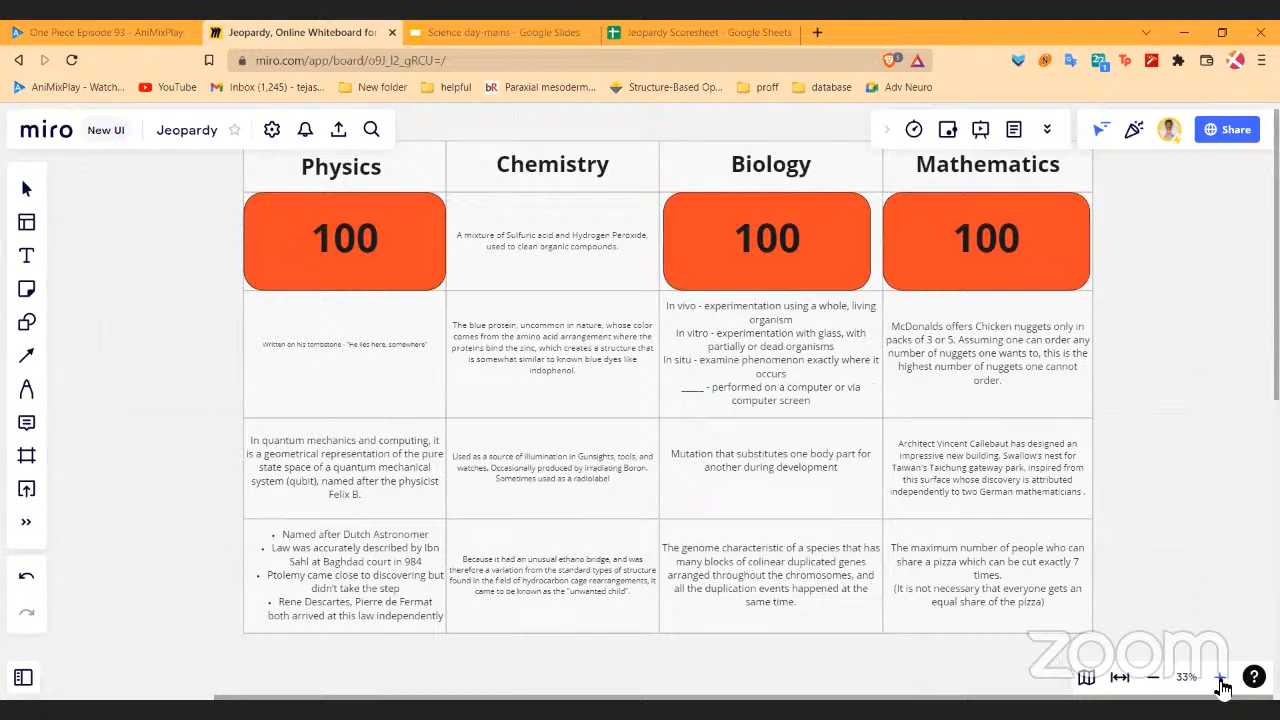 One Piece Episode 93 - AniMixPlay
Jeopardy, Online Whiteboard for
Science day-mains - Google Slides
Jeopardy Scoresheet - Google Sheets
miro.com/app/board/o9J_l2_gRCU=/
AniMixPlay - Watch...
YouTube
Inbox (1,245) - tejas...
New folder
helpful
bR Paraxial mesoderm...
Structure-Based Op...
proff
database
Adv Neuro
miro
New UI
Jeopardy
Share
Physics
Chemistry
Biology
Mathematics
100
A mixture of Sulfuric acid and Hydrogen Peroxide,
used to clean organic compounds.
100
100
Written on his tombstone - "He lies here, somewhere"
The blue protein, uncommon in nature, whose color
comes from the amino acid arrangement where the
proteins bind the zinc, which creates a structure that
is somewhat similar to known blue dyes like
indophenol.
In vivo - experimentation using a whole, living
organism
In vitro - experimentation with glass, with
partially or dead organisms
In situ - examine phenomenon exactly where it
occurs
_____ - performed on a computer or via
computer screen
McDonalds offers Chicken nuggets only in
packs of 3 or 5. Assuming one can order any
number of nuggets one wants to, this is the
highest number of nuggets one cannot
order.
In quantum mechanics and computing, it
is a geometrical representation of the pure
state space of a quantum mechanical
system (qubit), named after the physicist
Felix B.
Used as a source of illumination in Gunsights, tools, and
watches. Occasionally produced by irradiating Boron.
Sometimes used as a radiolabel
Mutation that substitutes one body part for
another during development
Architect Vincent Callebaut has designed an
impressive new building, Swallow's nest for
Taiwan's Taichung gateway park, inspired from
this surface whose discovery is attributed
independently to two German mathematicians .
• Named after Dutch Astronomer
• Law was accurately described by Ibn
Sahl at Baghdad court in 984
• Ptolemy came close to discovering but
didn't take the step
• Rene Descartes, Pierre de Fermat
both arrived at this law independently
Because it had an unusual ethano bridge, and was
therefore a variation from the standard types of structure
found in the field of hydrocarbon cage rearrangements, it
came to be known as the "unwanted child".
The genome characteristic of a species that has
many blocks of colinear duplicated genes
arranged throughout the chromosomes, and
all the duplication events happened at the
same time.
The maximum number of people who can
share a pizza which can be cut exactly 7
times.
(It is not necessary that everyone gets an
equal share of the pizza)
zoom
33%